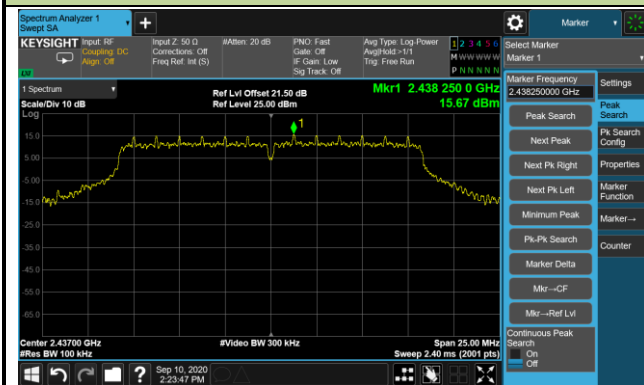 Spectrum Analyzer 1
Swept SA
+
Marker
KEYSIGHT Input: RF
Coupling: DC
Align: Off
Input Z: 50 Ω
Corrections: Off
Freq Ref: Int (S)
#Atten: 20 dB
PNO: Fast
Gate: Off
IF Gain: Low
Sig Track: Off
Avg Type: Log-Power
Avg|Hold:>1/1
Trig: Free Run
1 2 3 4 5 6
M W W W W W
P N N N N N
Select Marker
Marker 1
1 Spectrum
Scale/Div 10 dB
Ref Lvl Offset 21.50 dB
Ref Level 25.00 dBm
Mkr1 2.438 250 0 GHz
15.67 dBm
Log
1
15.0
5.00
-5.00
-15.0
-25.0
-35.0
-45.0
-55.0
-65.0
Center 2.43700 GHz
#Res BW 100 kHz
#Video BW 300 kHz
Span 25.00 MHz
Sweep 2.40 ms (2001 pts)
Marker Frequency
2.438250000 GHz
Peak Search
Next Peak
Next Pk Right
Next Pk Left
Minimum Peak
Pk-Pk Search
Marker Delta
Mkr→CF
Mkr→Ref Lvl
Continuous Peak
Search
On
Off
Settings
Peak
Search
Pk Search
Config
Properties
Marker
Function
Marker→
Counter
?
Sep 10, 2020
2:23:47 PM